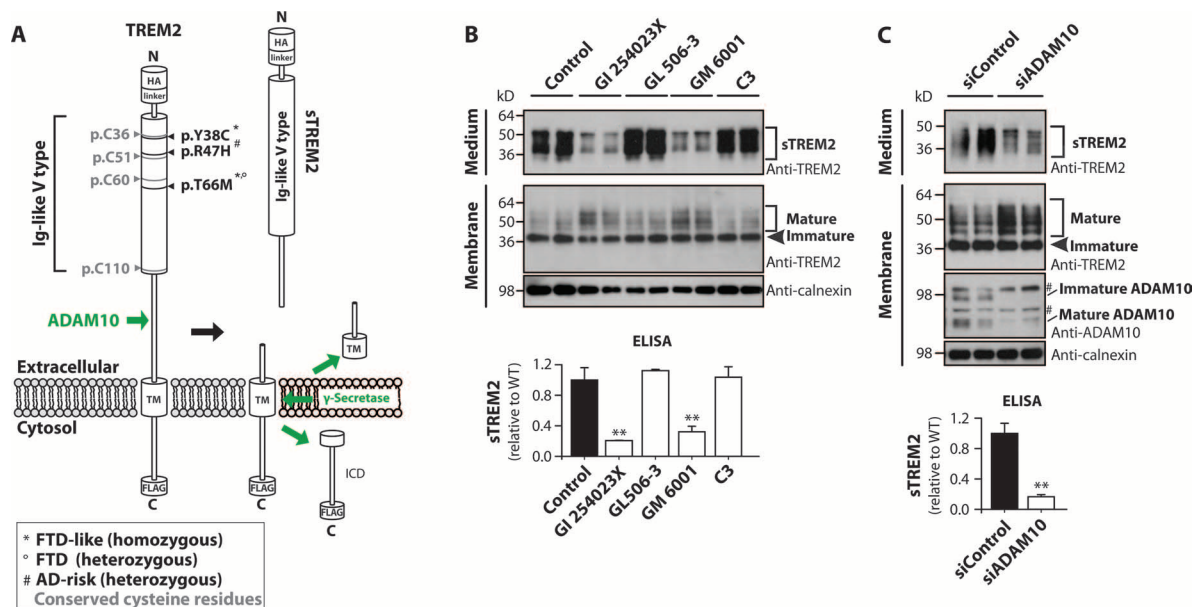 A
TREM2
N
HA
linker
Ig-like V type
p.C36
p.C51
p.C60
p.C110
p.Y38C *
p.R47H #
p.T66M *,°
ADAM10
Extracellular
Cytosol
TM
FLAG
C
N
HA
linker
Ig-like V type
sTREM2
TM
TM
γ-Secretase
ICD
FLAG
FLAG
C
C
* FTD-like (homozygous)
° FTD (heterozygous)
# AD-risk (heterozygous)
Conserved cysteine residues
B
Control
GI 254023X
GL 506-3
GM 6001
C3
kD
Medium
50
36
sTREM2
Anti-TREM2
Membrane
64
50
36
Mature
Immature
Anti-TREM2
98
Anti-calnexin
ELISA
sTREM2
(relative to WT)
1.2
0.8
0.4
0.0
**
**
Control
GI 254023X
GL506-3
GM 6001
C3
C
siControl
siADAM10
kD
Medium
50
36
sTREM2
Anti-TREM2
Membrane
64
50
36
Mature
Immature
Anti-TREM2
98
# Immature ADAM10
# Mature ADAM10
Anti-ADAM10
98
Anti-calnexin
ELISA
sTREM2
(relative to WT)
1.2
0.8
0.4
0.0
**
siControl
siADAM10